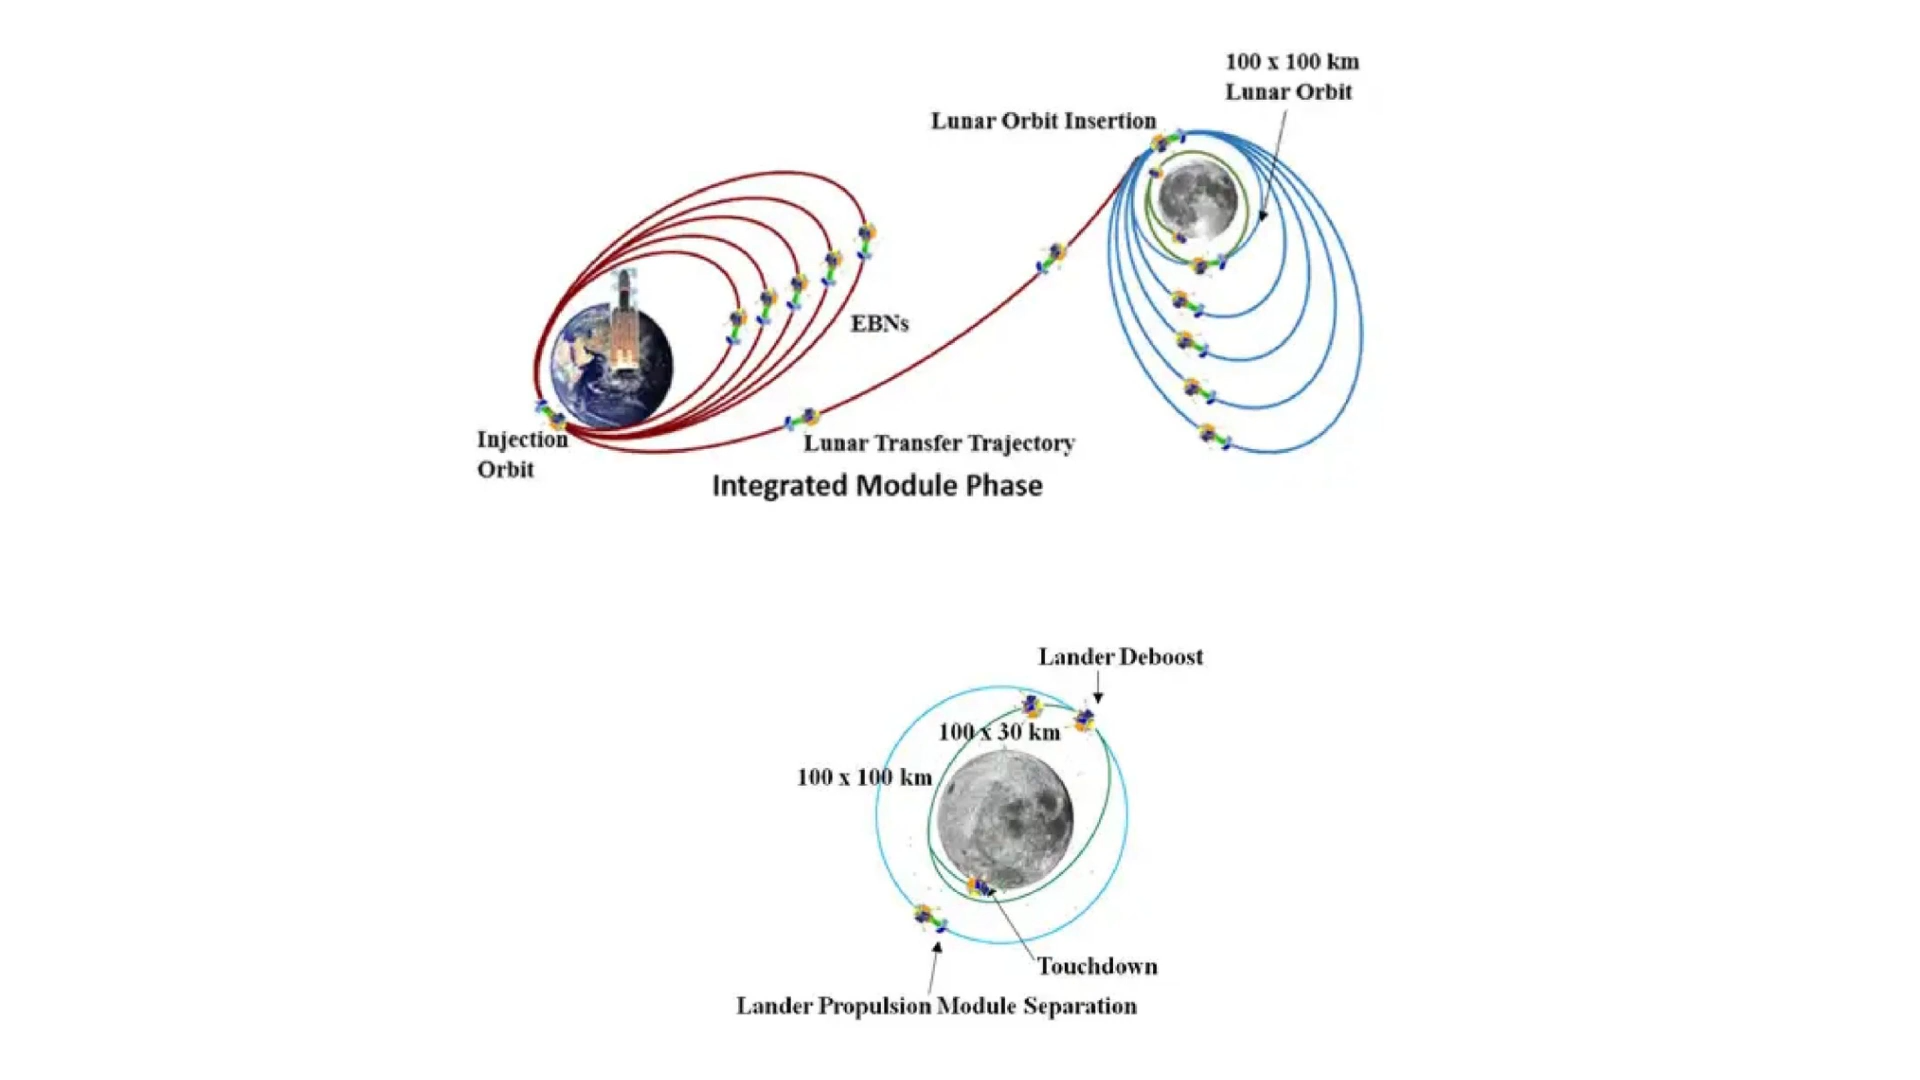 100 x 100 km
Lunar Orbit
Lunar Orbit Insertion
EBNs
Injection
Orbit
Lunar Transfer Trajectory
Integrated Module Phase
Lander Deboost
100 x 30 km
100 x 100 km
Touchdown
Lander Propulsion Module Separation